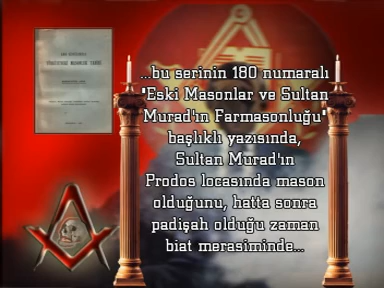 ...bu serinin 180 numaralı
"Eski Masonlar ve Sultan
Murad'ın Farmasonluğu"
başlıklı yazısında,
Sultan Murad'ın
Prodos locasında mason
olduğunu, hatta sonra
padişah olduğu zaman
biat merasiminde...